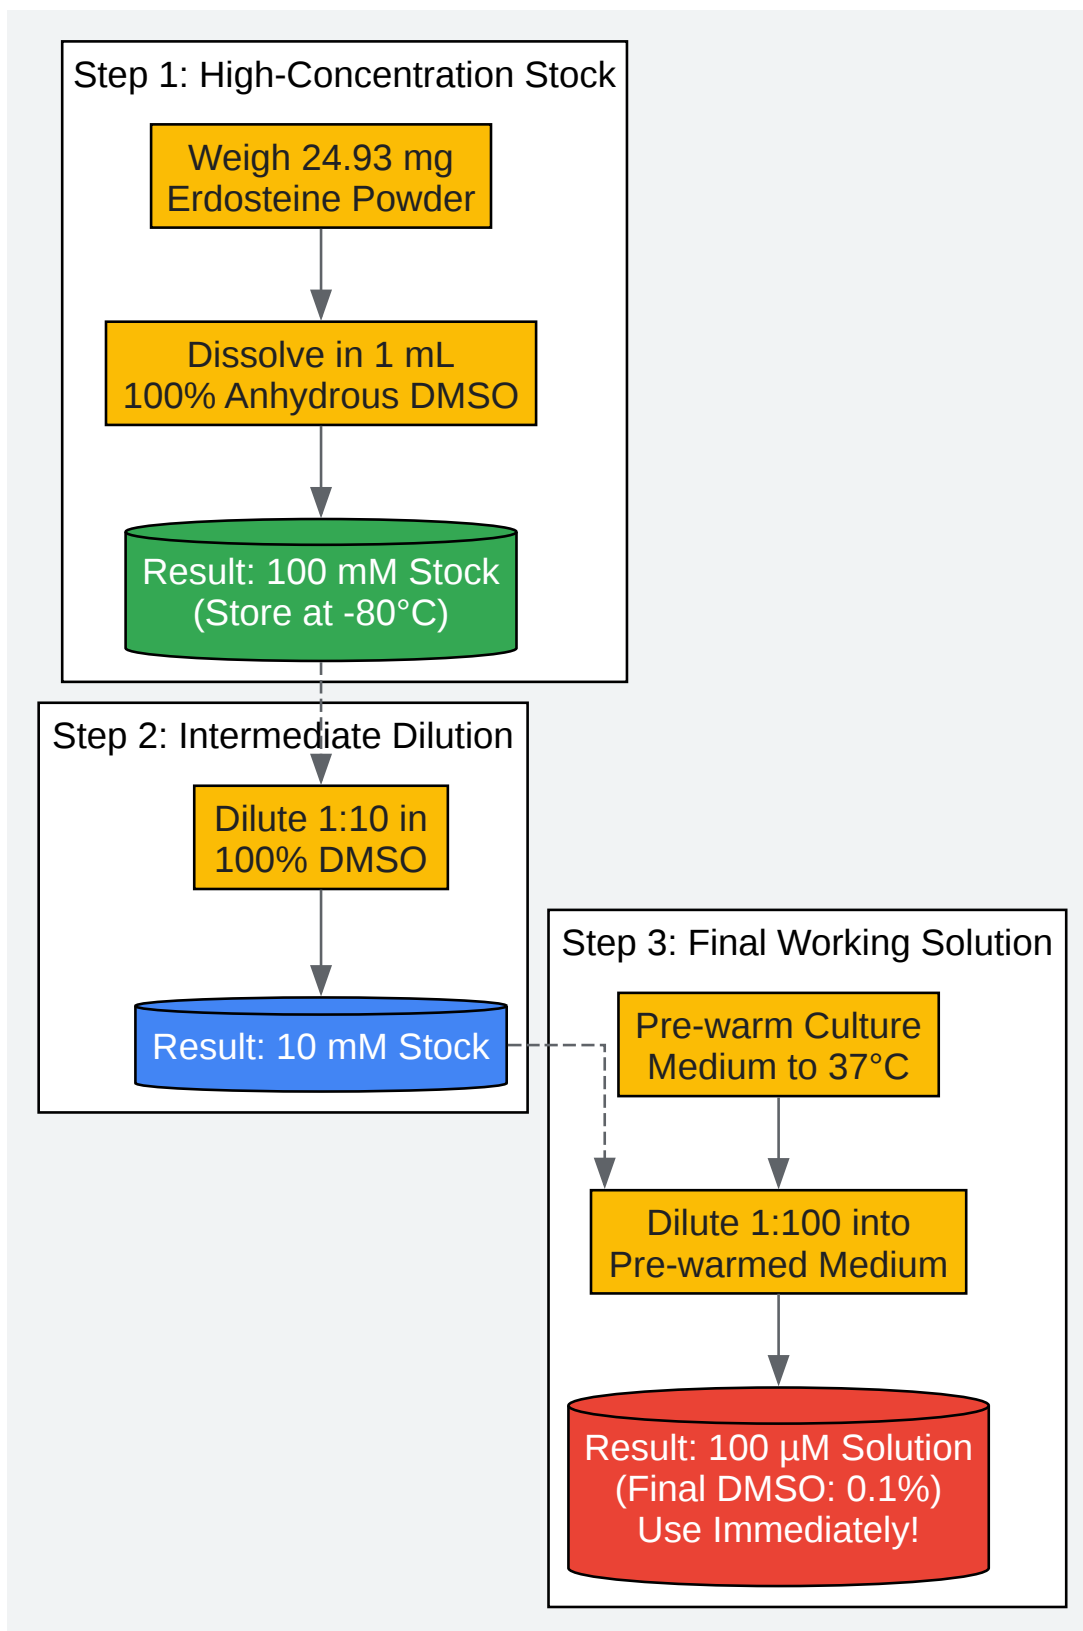 Step 1: High-Concentration Stock
Weigh 24.93 mg
Erdosteine Powder
Dissolve in 1 mL
100% Anhydrous DMSO
Result: 100 mM Stock
(Store at -80°C)
Step 2: Intermediate Dilution
Dilute 1:10 in
100% DMSO
Result: 10 mM Stock
Step 3: Final Working Solution
Pre-warm Culture
Medium to 37°C
Dilute 1:100 into
Pre-warmed Medium
Result: 100 µM Solution
(Final DMSO: 0.1%)
Use Immediately!